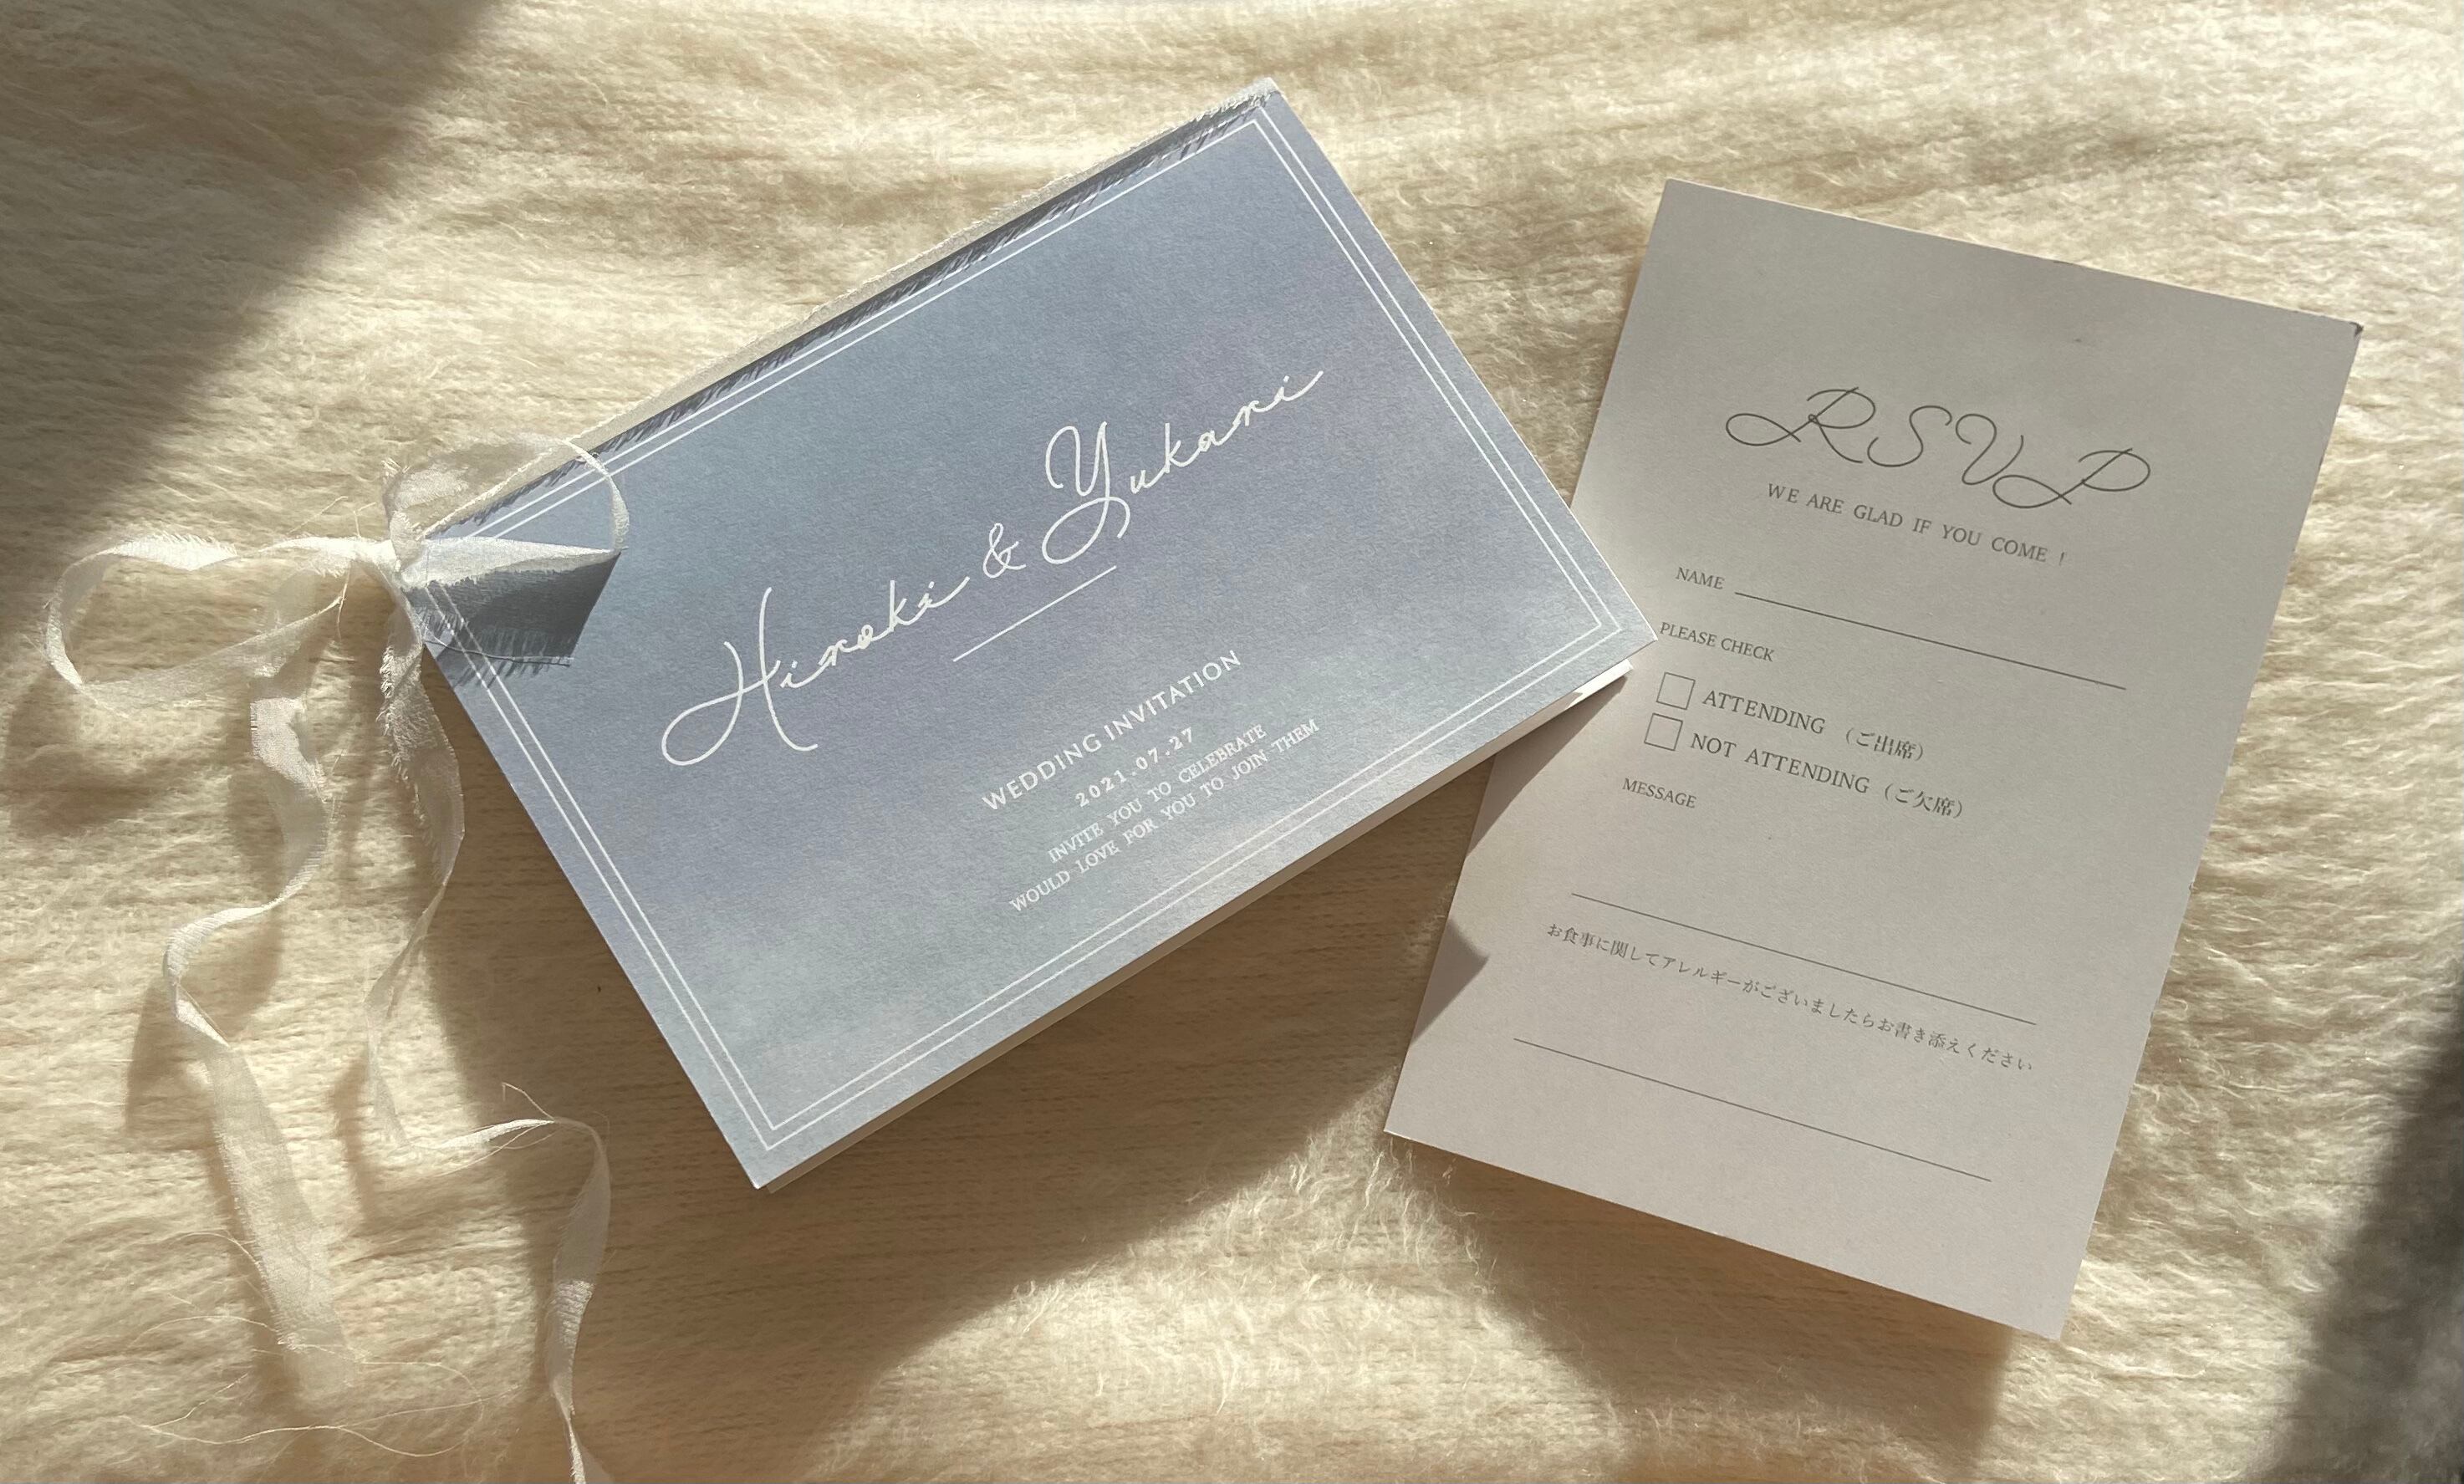 Hiroki & Yukari
WEDDING INVITATION
2021.07.27
INVITE YOU TO CELEBRATE
WOULD LOVE FOR YOU TO JOIN THEM
RSVP
WE ARE GLAD IF YOU COME !
NAME
PLEASE CHECK
ATTENDING （ご出席）
NOT ATTENDING （ご欠席）
MESSAGE
お食事に関してアレルギーがございましたらお書き添えください